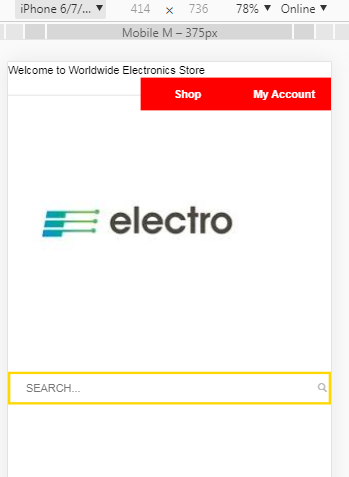 iPhone 6/7/... ▼ 414 × 736 78% ▼ Online ▼
Mobile M – 375px
Welcome to Worldwide Electronics Store
Shop My Account
electro
SEARCH...